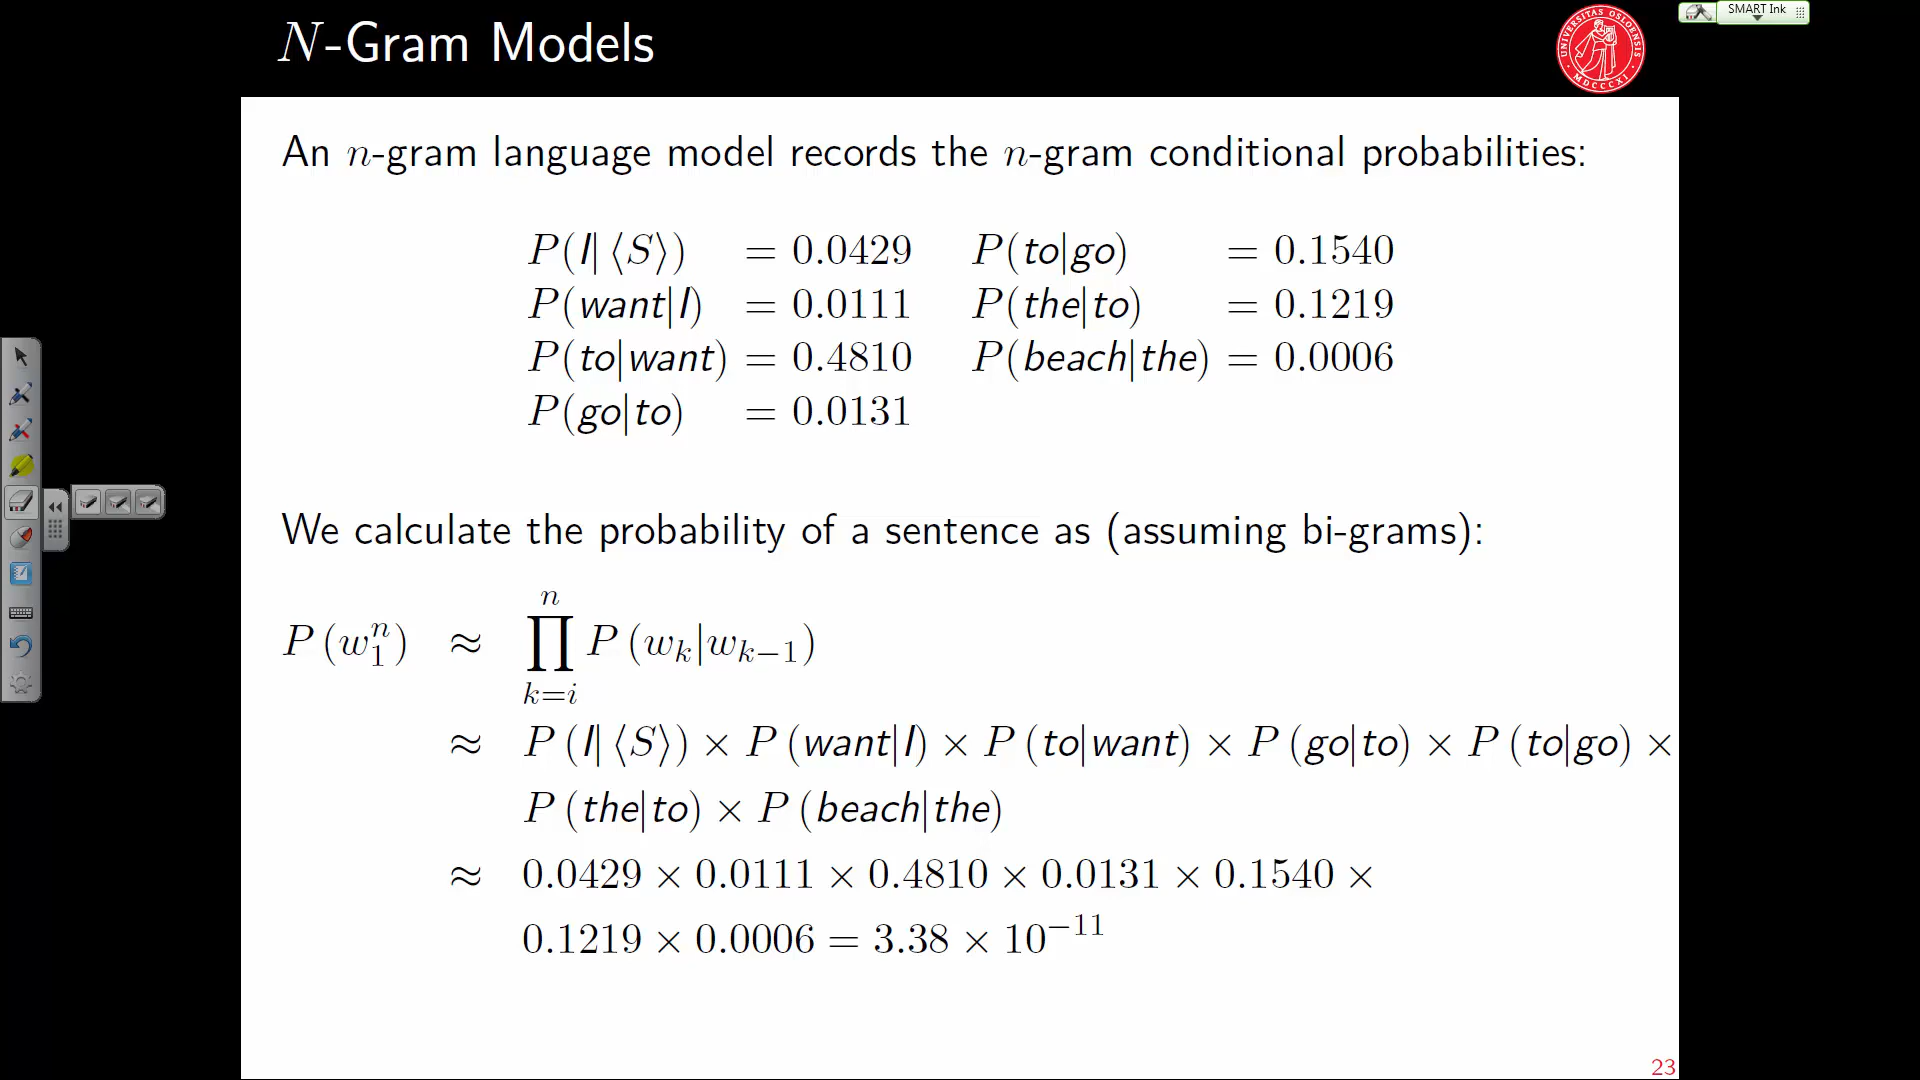 N-Gram Models
UNIVERSITAS OSLOENSIS
MDCCCXI
SMART Ink
An n-gram language model records the n-gram conditional probabilities:
P(I| ⟨S⟩) = 0.0429 P(to|go) = 0.1540
P(want|I) = 0.0111 P(the|to) = 0.1219
P(to|want) = 0.4810 P(beach|the) = 0.0006
P(go|to) = 0.0131
We calculate the probability of a sentence as (assuming bi-grams):
P (w_1^n) ≈ ∏_{k=i}^{n} P (w_k|w_{k−1})
≈ P (I| ⟨S⟩) × P (want|I) × P (to|want) × P (go|to) × P (to|go) ×
P (the|to) × P (beach|the)
≈ 0.0429 × 0.0111 × 0.4810 × 0.0131 × 0.1540 ×
0.1219 × 0.0006 = 3.38 × 10^{−11}
23